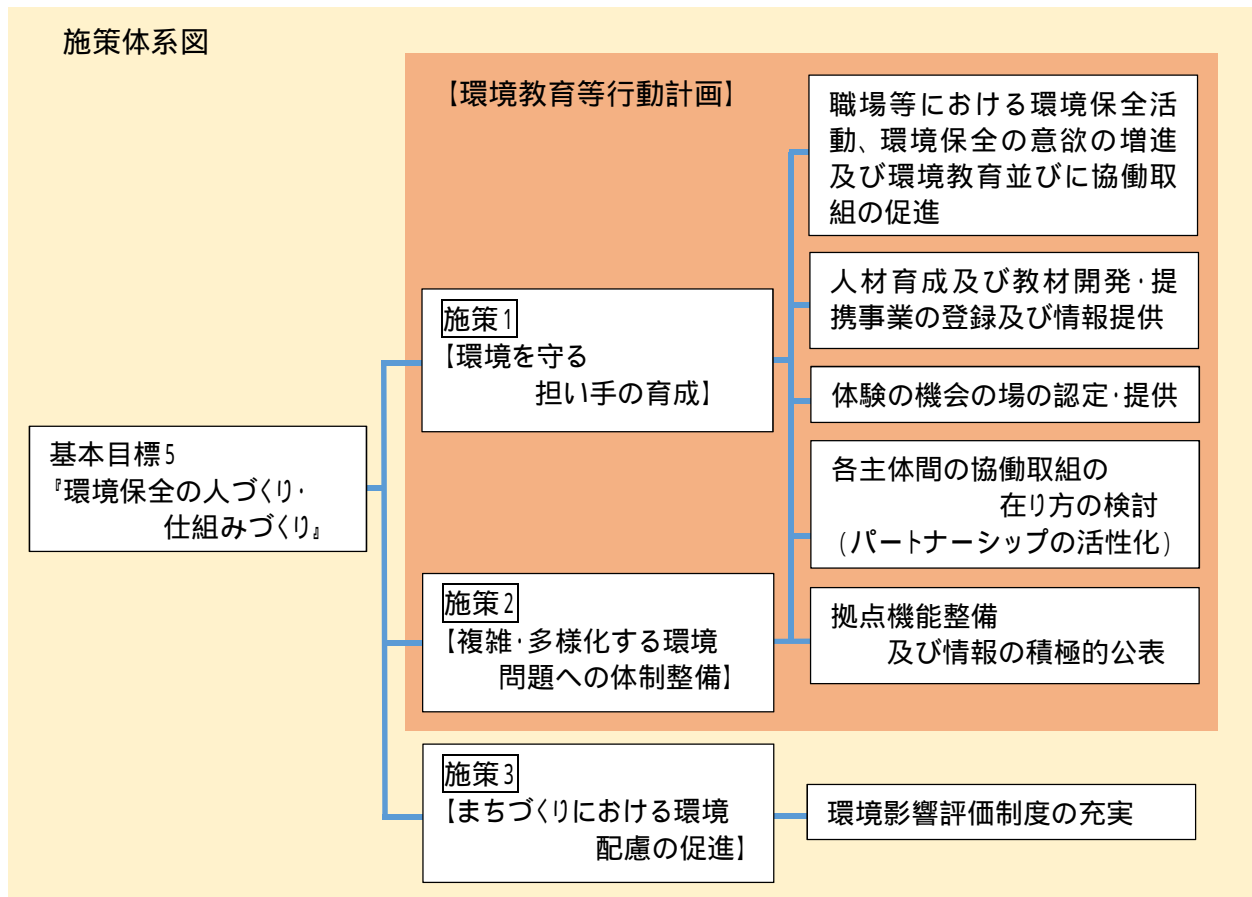 施策体系図
【環境教育等行動計画】
職場等における環境保全活
動、環境保全の意欲の増進
及び環境教育並びに協働取
組の促進
人材育成及び教材開発・提
携事業の登録及び情報提供
施策1
【環境を守る
担い手の育成】
体験の機会の場の認定・提供
基本目標5
『環境保全の人づくり・
仕組みづくり』
各主体間の協働取組の
在り方の検討
(パートナーシップの活性化)
施策2
【複雑・多様化する環境
問題への体制整備】
拠点機能整備
及び情報の積極的公表
施策3
【まちづくりにおける環境
配慮の促進】
環境影響評価制度の充実